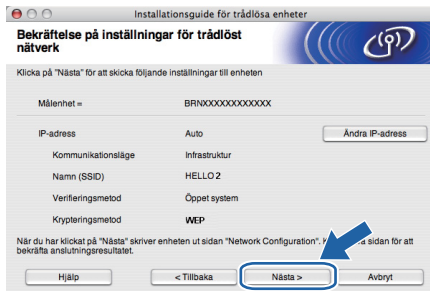 Installationsguide för trådlösa enheter
Bekräftelse på inställningar för trådlöst
nätverk
Klicka på "Nästa" för att skicka följande inställningar till enheten
Målenhet = BRNXXXXXXXXXXXX
IP-adress Auto Ändra IP-adress
Kommunikationsläge Infrastruktur
Namn (SSID) HELLO 2
Verifieringsmetod Öppet system
Krypteringsmetod WEP
När du har klickat på "Nästa" skriver enheten ut sidan "Network Configuration". sidan för att
bekräfta anslutningsresultatet.
Hjälp < Tillbaka Nästa > Avbryt